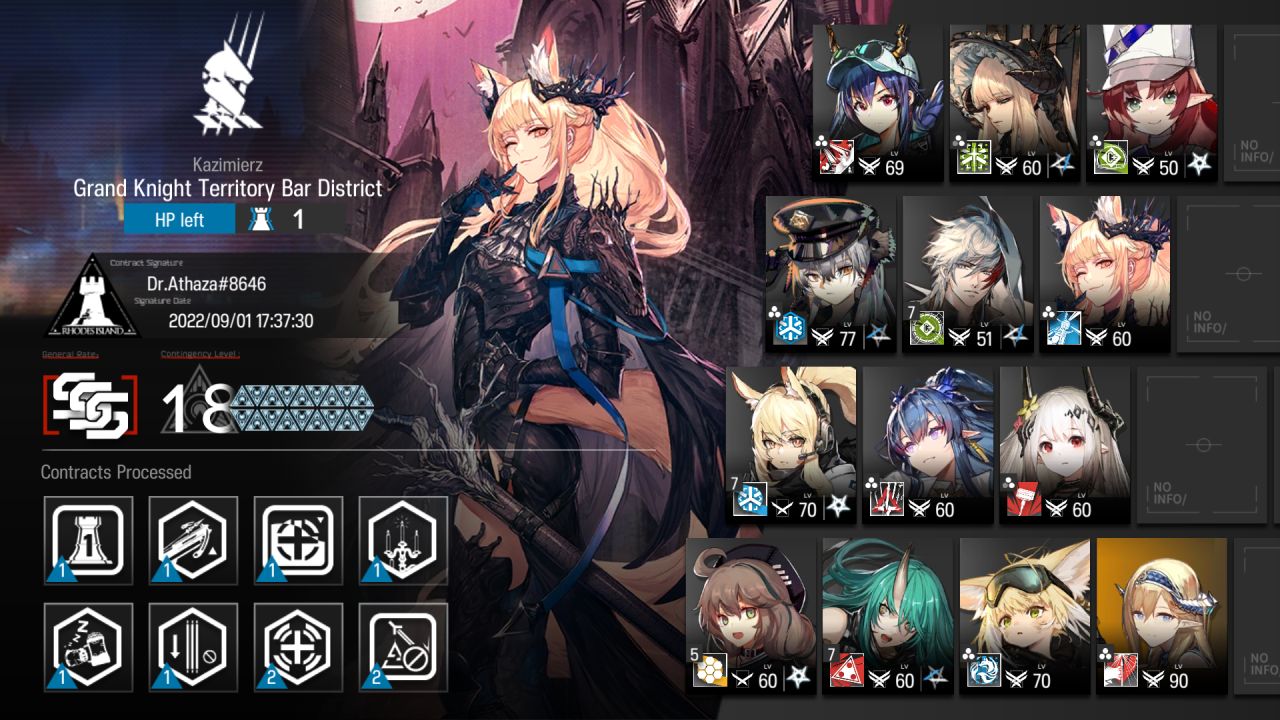 Kazimierz
Grand Knight Territory Bar District
HP left 1
Contract Signature
Dr.Athaza#8646
Signature Date
2022/09/01 17:37:30
RHODES ISLAND
General Rate:
Contingency Level:
18
Contracts Processed
1
1
1
1
1
Z
Z
Z
1
1
2
2
LV
69
LV
60
LV
50
NO
INFO/
LV
77
7
LV
51
LV
60
NO
INFO/
7
LV
70
LV
60
LV
60
NO
INFO/
5
LV
60
7
LV
60
LV
70
LV
90
NO
INFO